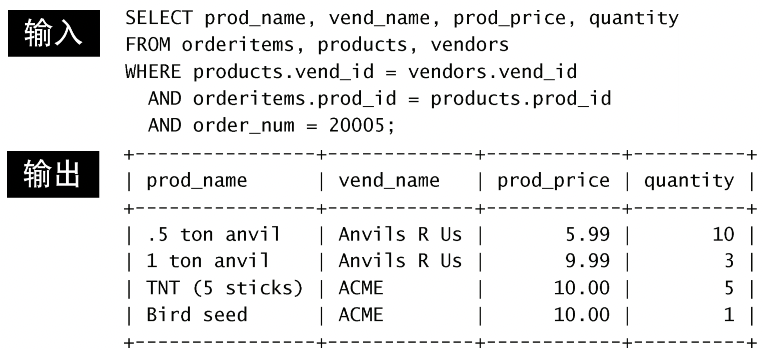 输入
SELECT prod_name, vend_name, prod_price, quantity
FROM orderitems, products, vendors
WHERE products.vend_id = vendors.vend_id
  AND orderitems.prod_id = products.prod_id
  AND order_num = 20005;
输出
+----------------+-------------+------------+----------+
| prod_name      | vend_name   | prod_price | quantity |
+----------------+-------------+------------+----------+
| .5 ton anvil   | Anvils R Us |       5.99 |       10 |
| 1 ton anvil    | Anvils R Us |       9.99 |        3 |
| TNT (5 sticks) | ACME        |      10.00 |        5 |
| Bird seed      | ACME        |      10.00 |        1 |
+----------------+-------------+------------+----------+